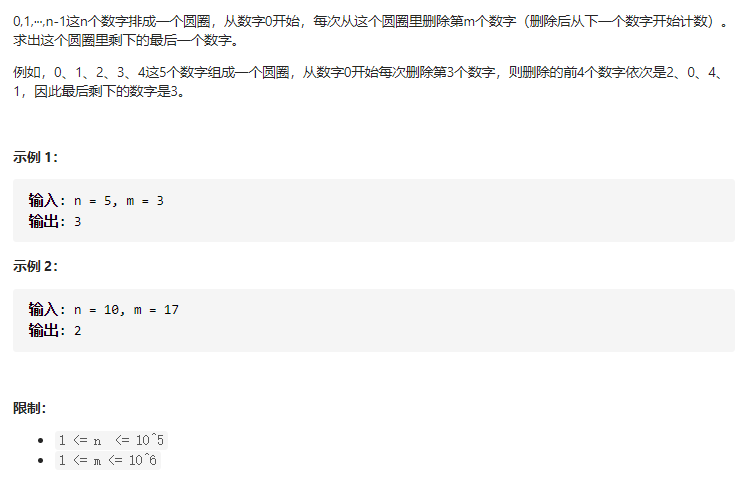 0,1,···,n-1这n个数字排成一个圆圈，从数字0开始，每次从这个圆圈里删除第m个数字（删除后从下一个数字开始计数）。
求出这个圆圈里剩下的最后一个数字。
例如，0、1、2、3、4这5个数字组成一个圆圈，从数字0开始每次删除第3个数字，则删除的前4个数字依次是2、0、4、
1，因此最后剩下的数字是3。
示例 1：
输入: n = 5, m = 3
输出: 3
示例 2：
输入: n = 10, m = 17
输出: 2
限制：
• 1 <= n <= 10^5
• 1 <= m <= 10^6